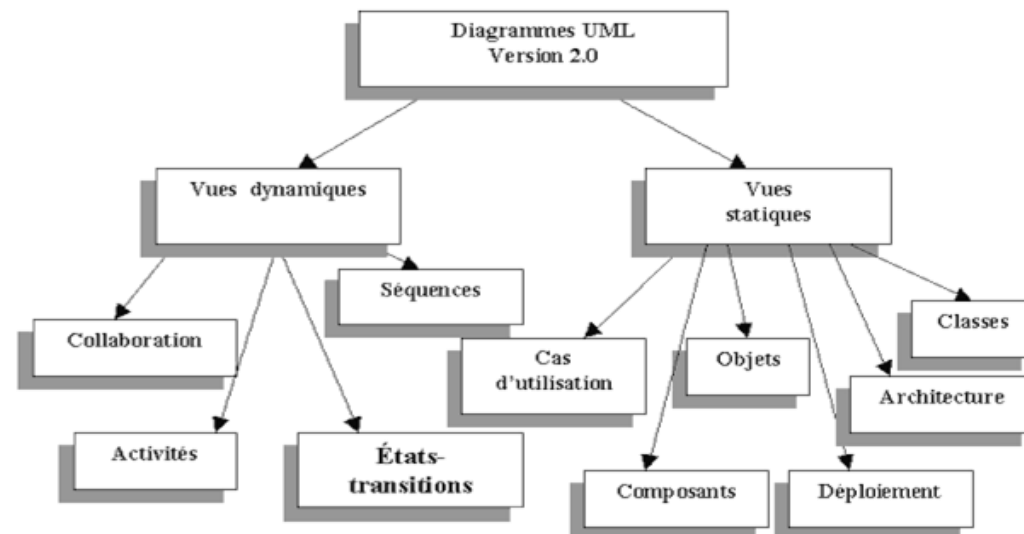 Diagrammes UML
Version 2.0
Vues dynamiques
Vues
statiques
Séquences
Collaboration
Classes
Cas
d'utilisation
Objets
Architecture
Activités
États-
transitions
Composants
Déploiement